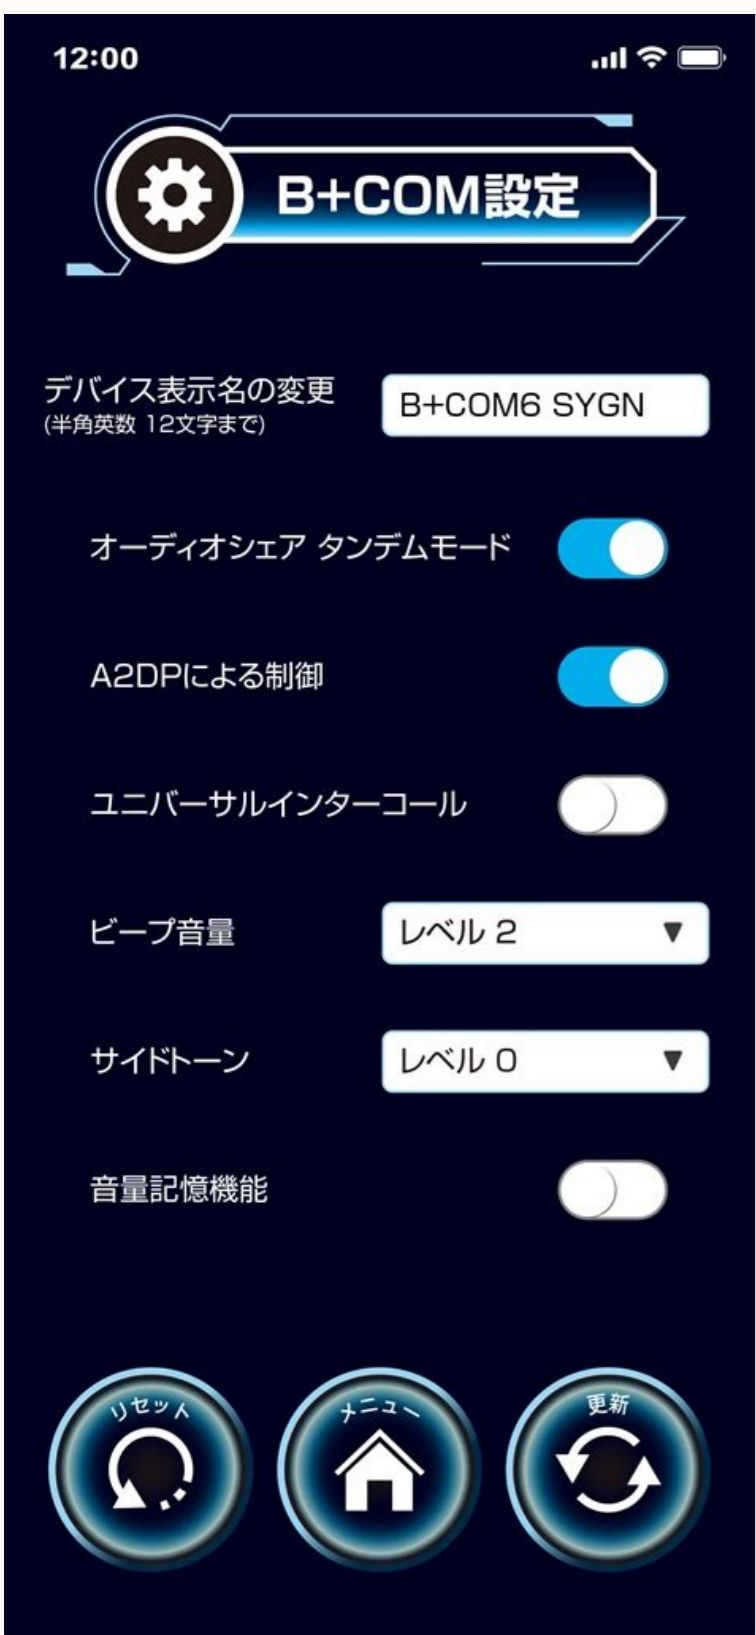 12:00
B+COM設定
デバイス表示名の変更
(半角英数 12文字まで)
B+COM6 SYGN
オーディオシェア タンデムモード
A2DPによる制御
ユニバーサルインターコール
ビープ音量
レベル 2
サイドトーン
レベル 0
音量記憶機能
リセット
メニュー
更新